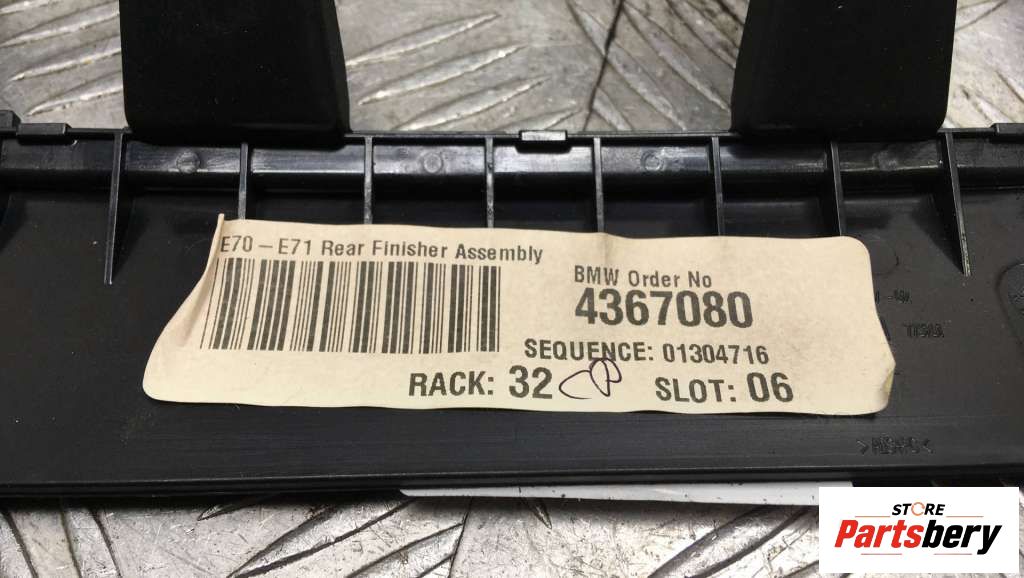 E70 – E71 Rear Finisher Assembly
BMW Order No
4367080
SEQUENCE: 01304716
RACK: 32
SLOT: 06
STORE
Partsbery